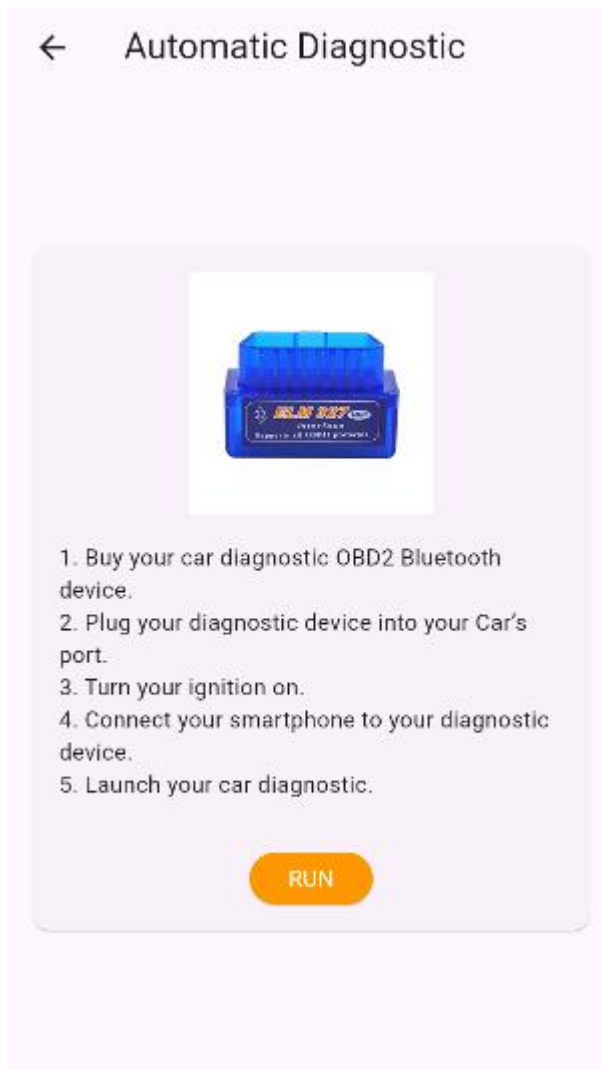 Automatic Diagnostic
ELM 327
1. Buy your car diagnostic OBD2 Bluetooth
device.
2. Plug your diagnostic device into your Car's
port.
3. Turn your ignition on.
4. Connect your smartphone to your diagnostic
device.
5. Launch your car diagnostic.
RUN